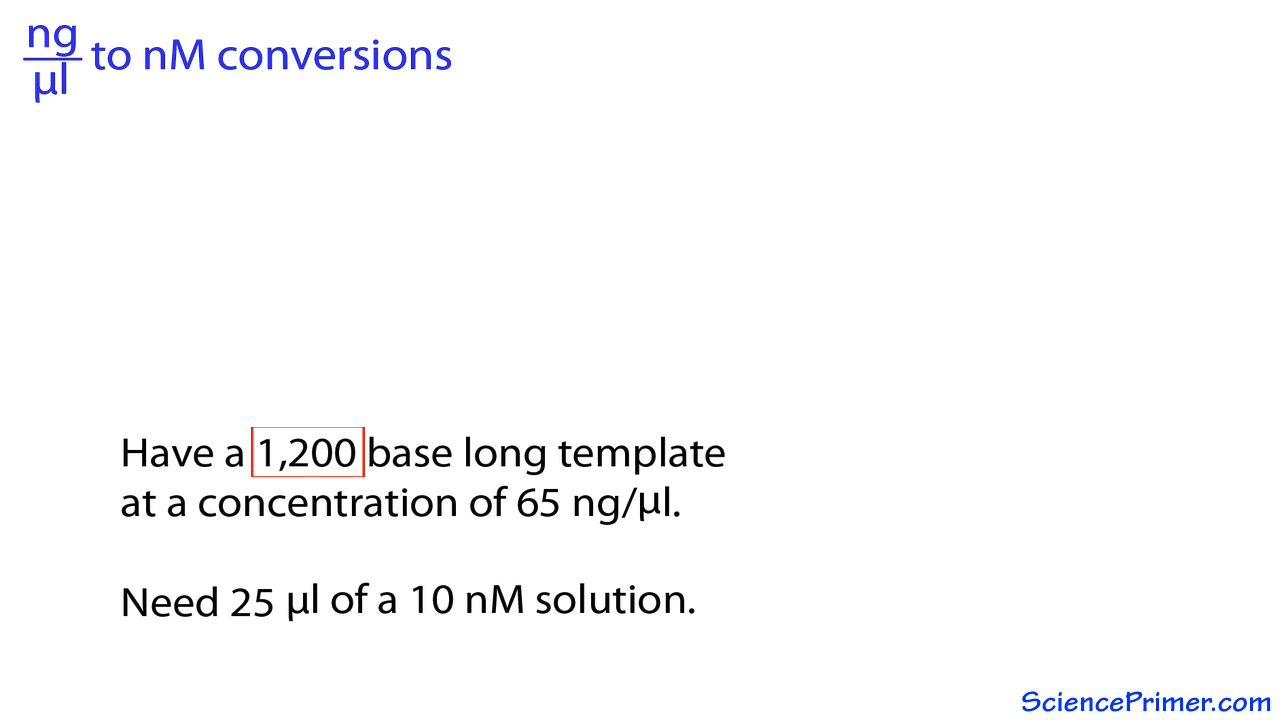 ng
µl
to nM conversions
Have a 1,200 base long template
at a concentration of 65 ng/µl.
Need 25 µl of a 10 nM solution.
SciencePrimer.com